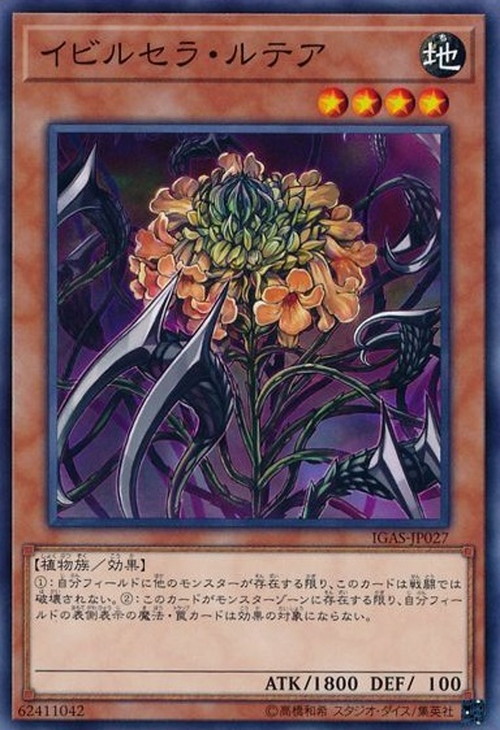 イビルセラ・ルテア
地
【植物族／効果】
①：自分フィールドに他のモンスターが存在する限り、このカードは戦闘では
破壊されない。②：このカードがモンスターゾーンに存在する限り、自分フィー
ルドの表側表示の魔法・罠カードは効果の対象にならない。
IGAS-JP027
ATK/1800 DEF/ 100
62411042
©高橋和希 スタジオ・ダイス/集英社